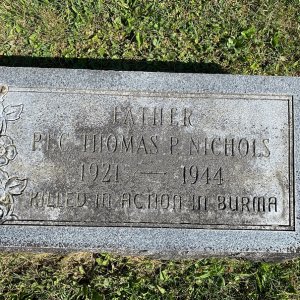 FATHER
PFC. THOMAS P. NICHOLS
1921 — 1944
KILLED IN ACTION IN BURMA